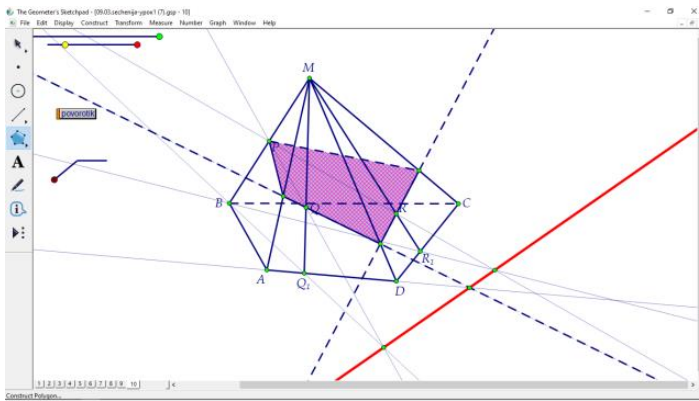 The Geometer's Sketchpad - [09.03.sechenija-урок1 (7).gsp - 10]
File Edit Display Construct Transform Measure Number Graph Window Help
povorotik
A
M
B
Q
R
C
R1
A
Q1
D
1 2 3 4 5 6 7 8 9 10
Construct Polygon...